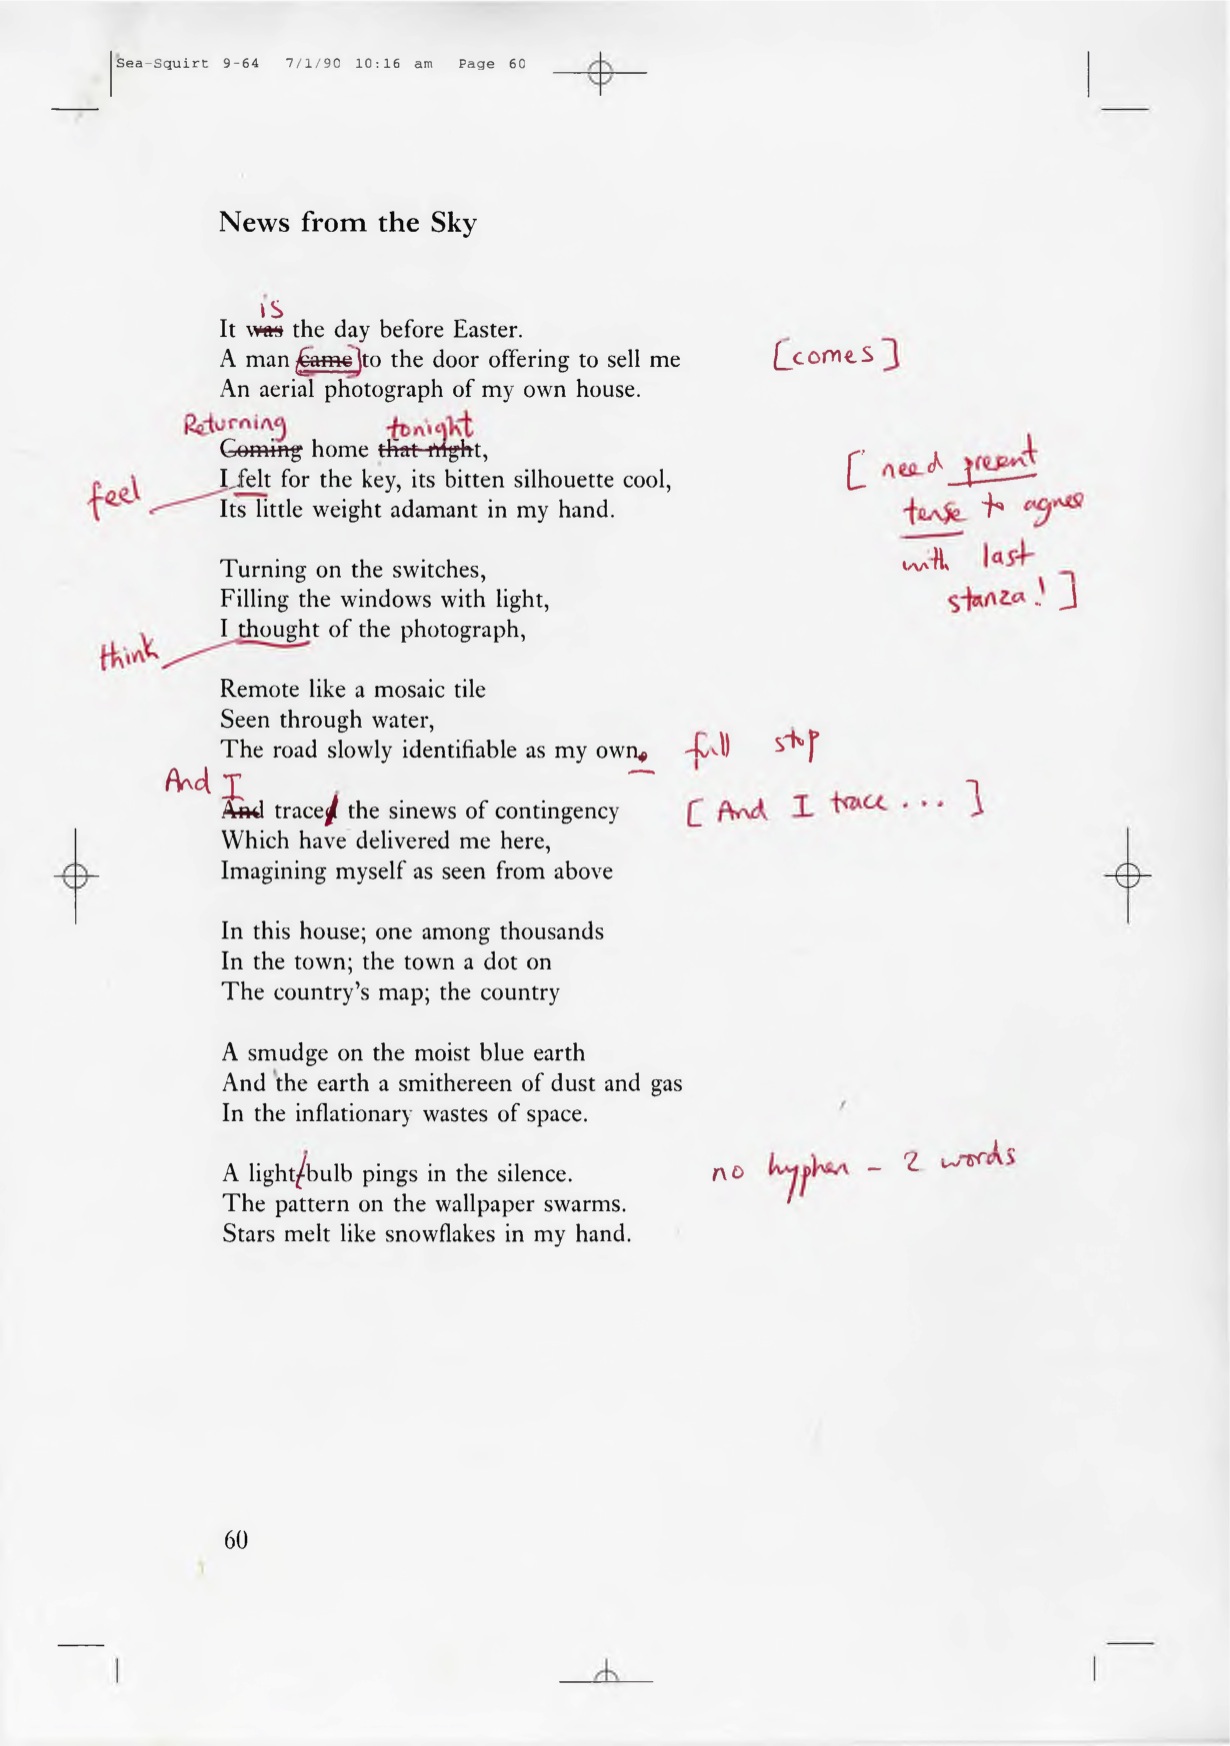 Sea-Squirt 9-64 7/1/90 10:16 am Page 60
News from the Sky
is
It was the day before Easter.
A man came to the door offering to sell me [comes]
An aerial photograph of my own house.
Returning tonight
Coming home that night,
feel I felt for the key, its bitten silhouette cool,
Its little weight adamant in my hand.
[need present
tense to agree
with last
stanza!]
Turning on the switches,
Filling the windows with light,
think I thought of the photograph,
Remote like a mosaic tile
Seen through water,
The road slowly identifiable as my own. full stop
And I
And traced the sinews of contingency [And I trace...]
Which have delivered me here,
Imagining myself as seen from above
In this house; one among thousands
In the town; the town a dot on
The country's map; the country
A smudge on the moist blue earth
And the earth a smithereen of dust and gas
In the inflationary wastes of space.
A light-bulb pings in the silence. no hyphen - 2 words
The pattern on the wallpaper swarms.
Stars melt like snowflakes in my hand.
60